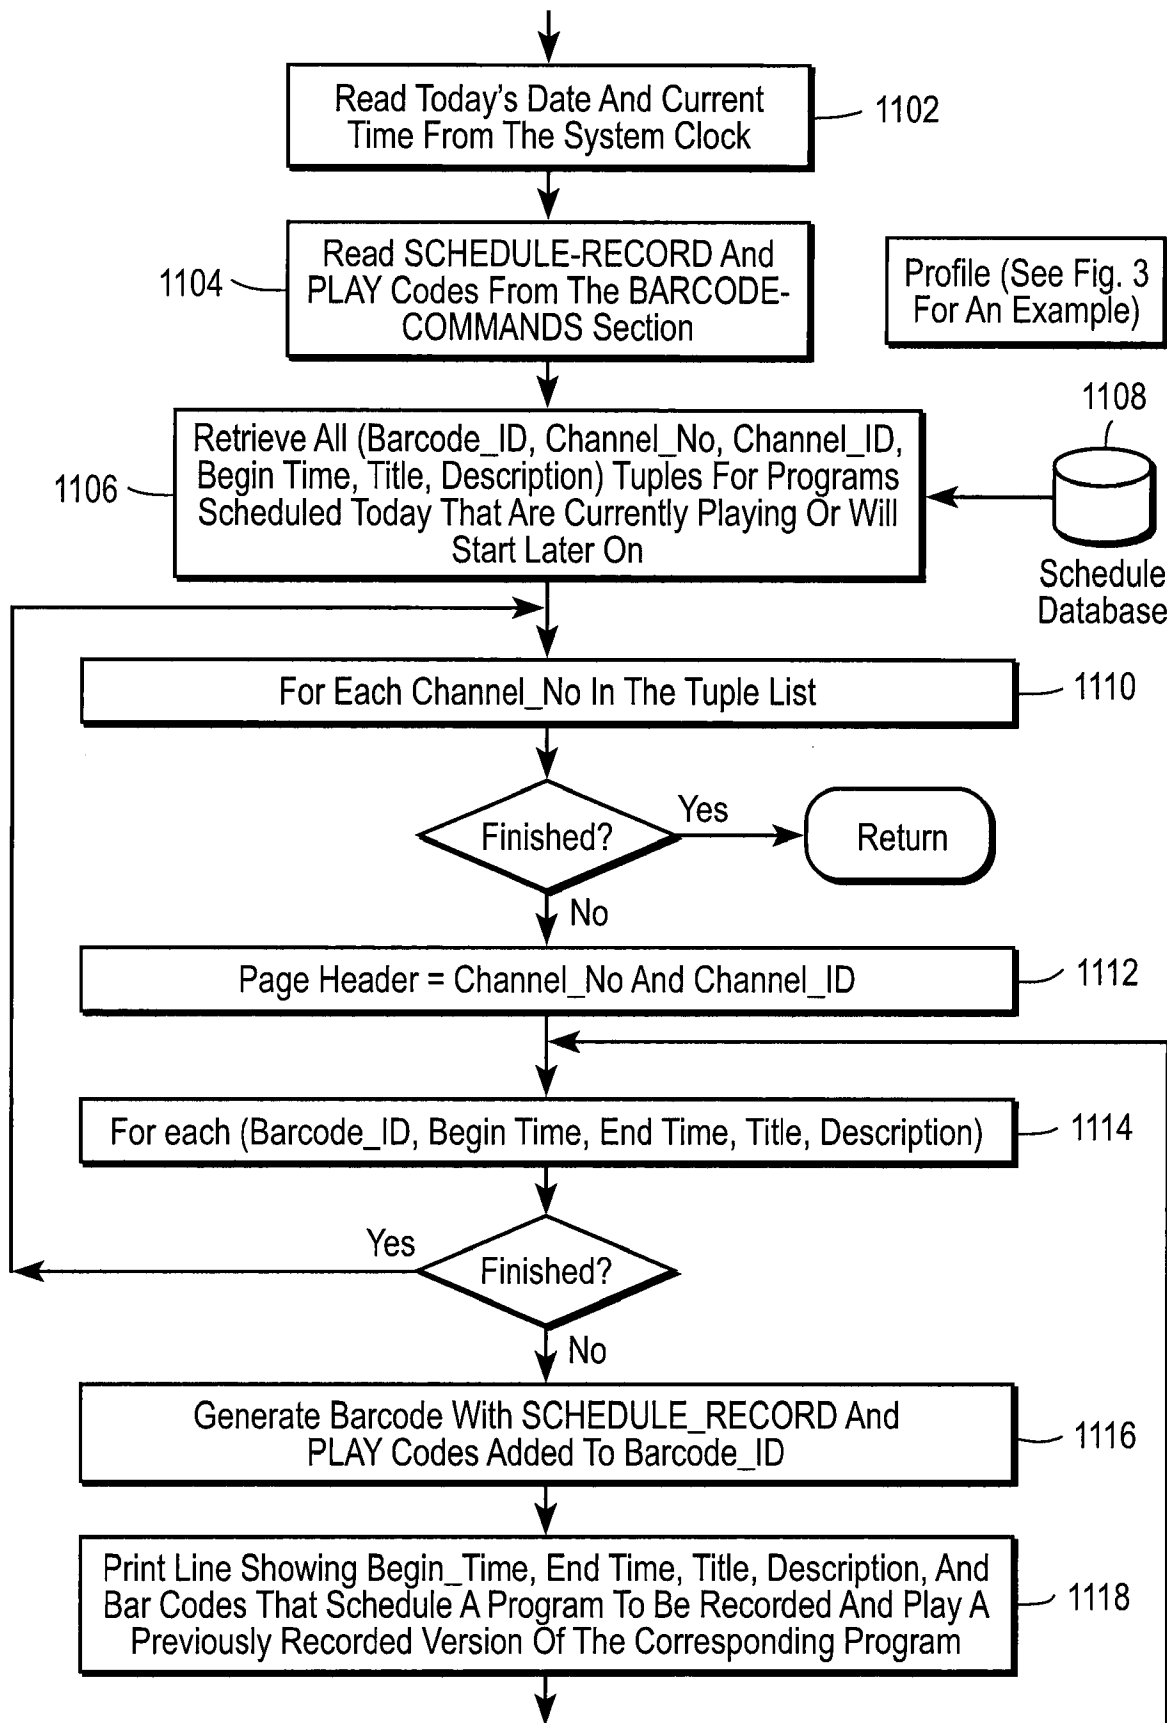 Read Today's Date And Current
Time From The System Clock
1102
Read SCHEDULE-RECORD And
PLAY Codes From The BARCODE-
COMMANDS Section
1104
Profile (See Fig. 3
For An Example)
Retrieve All (Barcode_ID, Channel_No, Channel_ID,
Begin Time, Title, Description) Tuples For Programs
Scheduled Today That Are Currently Playing Or Will
Start Later On
1106
1108
Schedule
Database
For Each Channel_No In The Tuple List
1110
Finished?
Yes
Return
No
Page Header = Channel_No And Channel_ID
1112
For each (Barcode_ID, Begin Time, End Time, Title, Description)
1114
Yes
Finished?
No
Generate Barcode With SCHEDULE_RECORD And
PLAY Codes Added To Barcode_ID
1116
Print Line Showing Begin_Time, End Time, Title, Description, And
Bar Codes That Schedule A Program To Be Recorded And Play A
Previously Recorded Version Of The Corresponding Program
1118